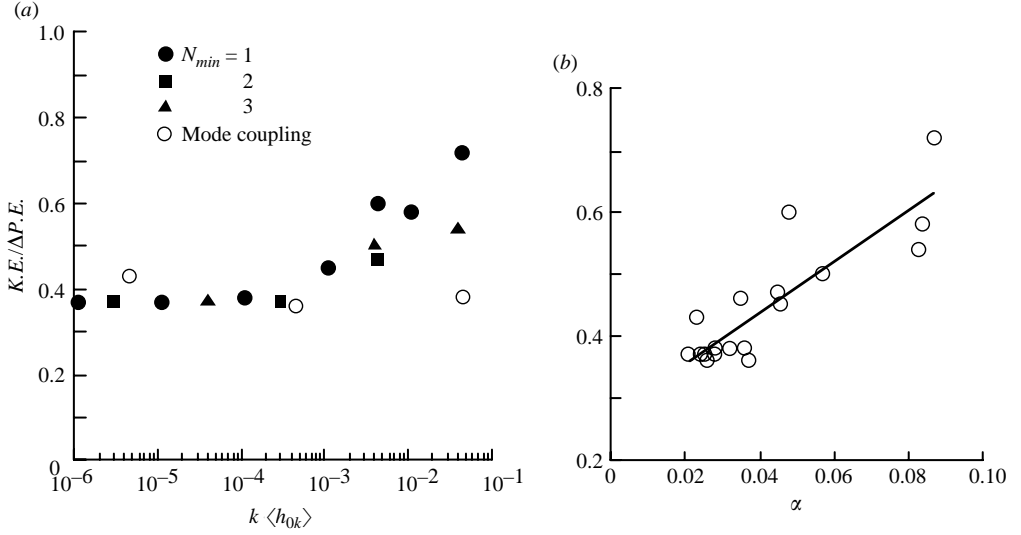 (a)
1.0
0.8
0.6
0.4
0.2
0
K.E./ΔP.E.
N_min = 1
2
3
Mode coupling
10⁻⁶ 10⁻⁵ 10⁻⁴ 10⁻³ 10⁻² 10⁻¹
k ⟨h₀ₖ⟩
(b)
0.8
0.6
0.4
0.2
0 0.02 0.04 0.06 0.08 0.10
α